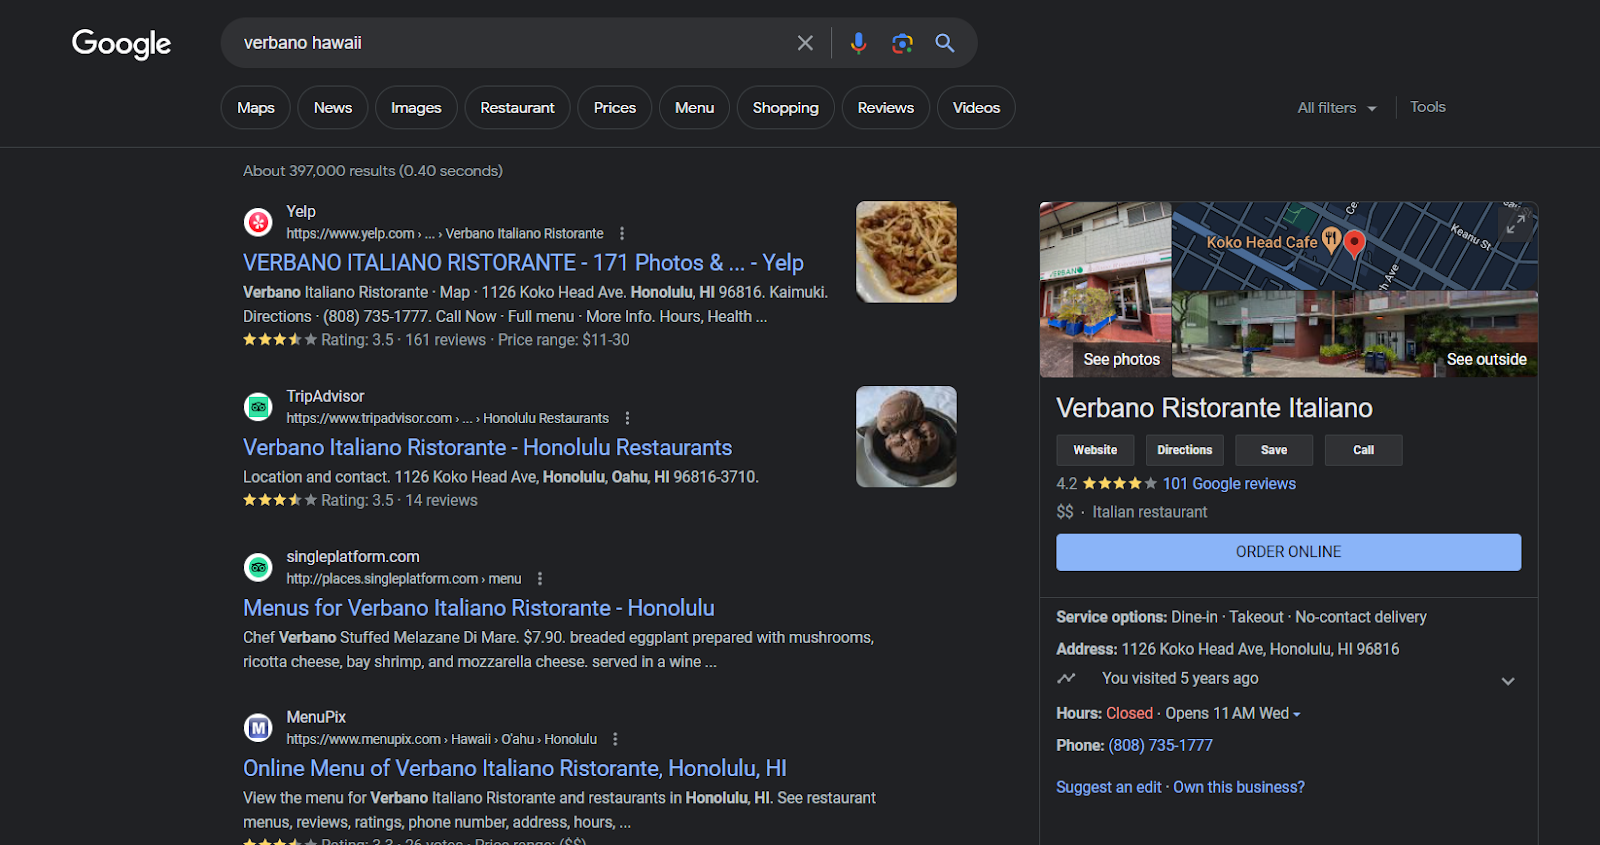 Google
verbano hawaii
Maps
News
Images
Restaurant
Prices
Menu
Shopping
Reviews
Videos
All filters
Tools
About 397,000 results (0.40 seconds)
Yelp
https://www.yelp.com › ... › Verbano Italiano Ristorante
VERBANO ITALIANO RISTORANTE - 171 Photos & ... - Yelp
Verbano Italiano Ristorante · Map · 1126 Koko Head Ave. Honolulu, HI 96816. Kaimuki.
Directions · (808) 735-1777. Call Now · Full menu · More Info. Hours, Health ...
Rating: 3.5 · 161 reviews · Price range: $11-30
TripAdvisor
https://www.tripadvisor.com › ... › Honolulu Restaurants
Verbano Italiano Ristorante - Honolulu Restaurants
Location and contact. 1126 Koko Head Ave, Honolulu, Oahu, HI 96816-3710.
Rating: 3.5 · 14 reviews
singleplatform.com
http://places.singleplatform.com › menu
Menus for Verbano Italiano Ristorante - Honolulu
Chef Verbano Stuffed Melazane Di Mare. $7.90. breaded eggplant prepared with mushrooms,
ricotta cheese, bay shrimp, and mozzarella cheese. served in a wine ...
M
MenuPix
https://www.menupix.com › Hawaii › O'ahu › Honolulu
Online Menu of Verbano Italiano Ristorante, Honolulu, HI
View the menu for Verbano Italiano Ristorante and restaurants in Honolulu, HI. See restaurant
menus, reviews, ratings, phone number, address, hours, ...
Rating: 3.3 · 26 votes · Price range: ($$)
VERBANO
See photos
Koko Head Cafe
Keanu St
See outside
Verbano Ristorante Italiano
Website
Directions
Save
Call
4.2
101 Google reviews
$$ · Italian restaurant
ORDER ONLINE
Service options: Dine-in · Takeout · No-contact delivery
Address: 1126 Koko Head Ave, Honolulu, HI 96816
You visited 5 years ago
Hours: Closed · Opens 11 AM Wed
Phone: (808) 735-1777
Suggest an edit · Own this business?